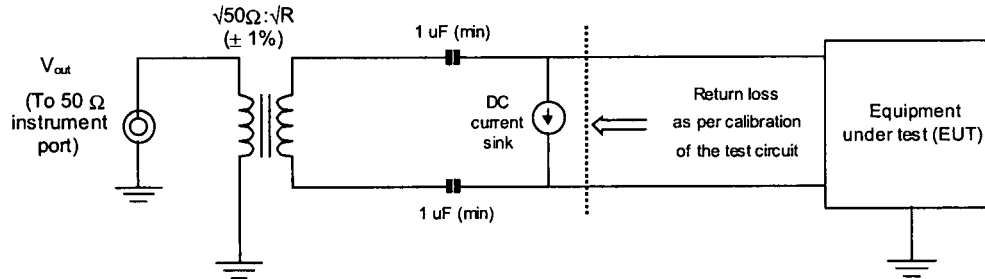 √50Ω:√R
(± 1%)
1 uF (min)
V_out
(To 50 Ω
instrument
port)
DC
current
sink
Return loss
as per calibration
of the test circuit
Equipment
under test (EUT)
1 uF (min)